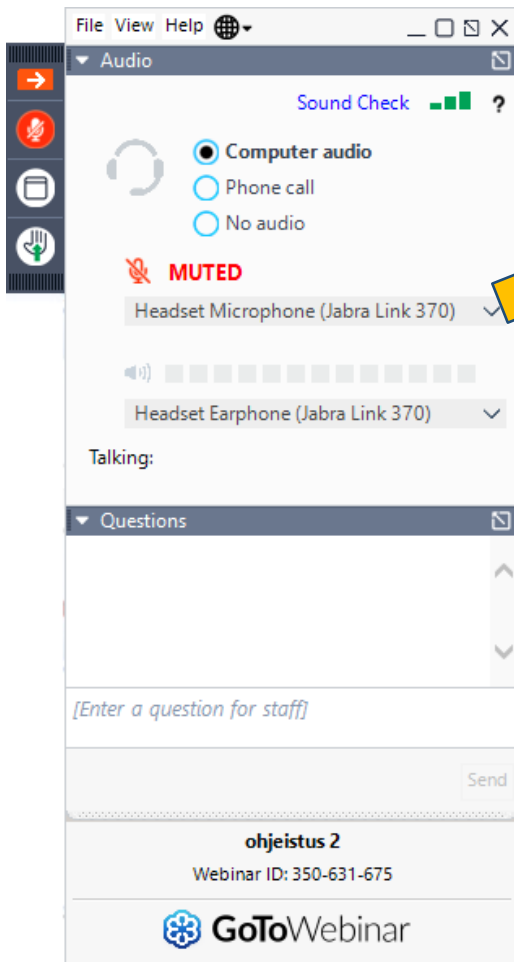 File View Help
Audio
Sound Check ?
Computer audio
Phone call
No audio
MUTED
Headset Microphone (Jabra Link 370)
Headset Earphone (Jabra Link 370)
Talking:
Questions
[Enter a question for staff]
Send
ohjeistus 2
Webinar ID: 350-631-675
GoToWebinar